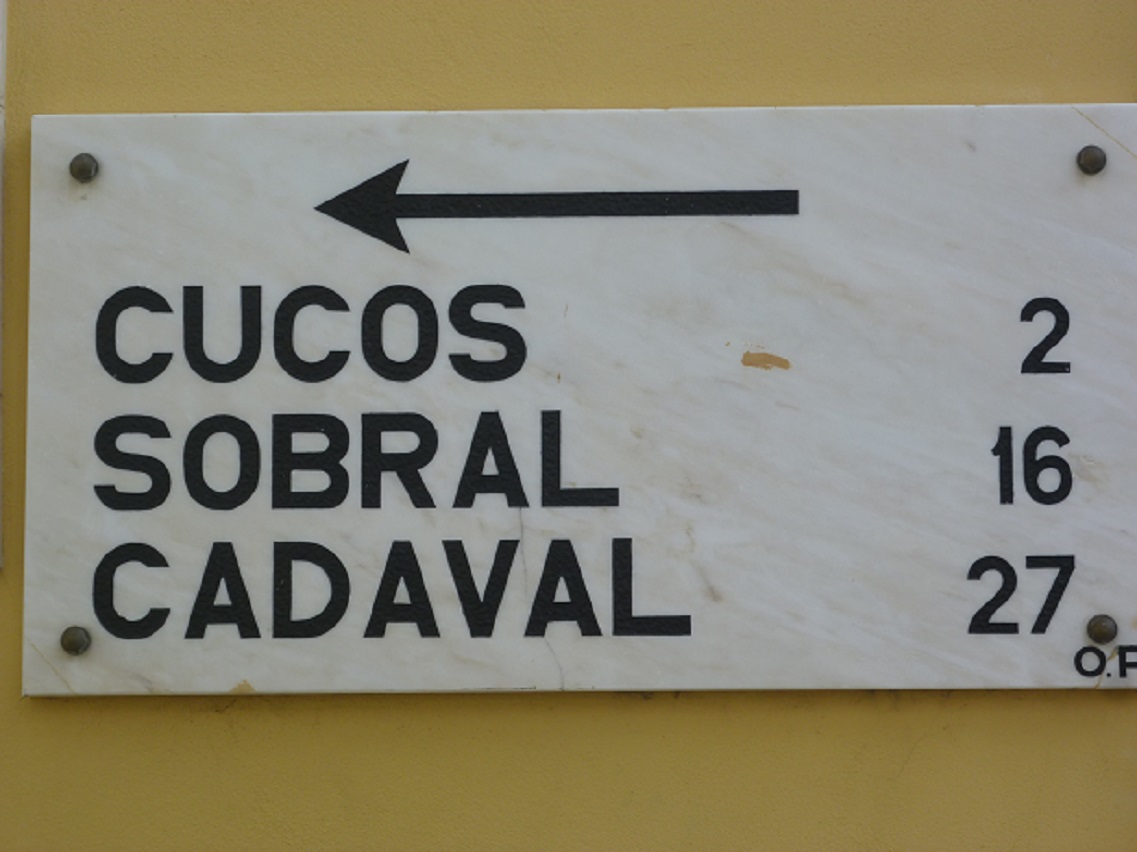 CUCOS 2
SOBRAL 16
CADAVAL 27